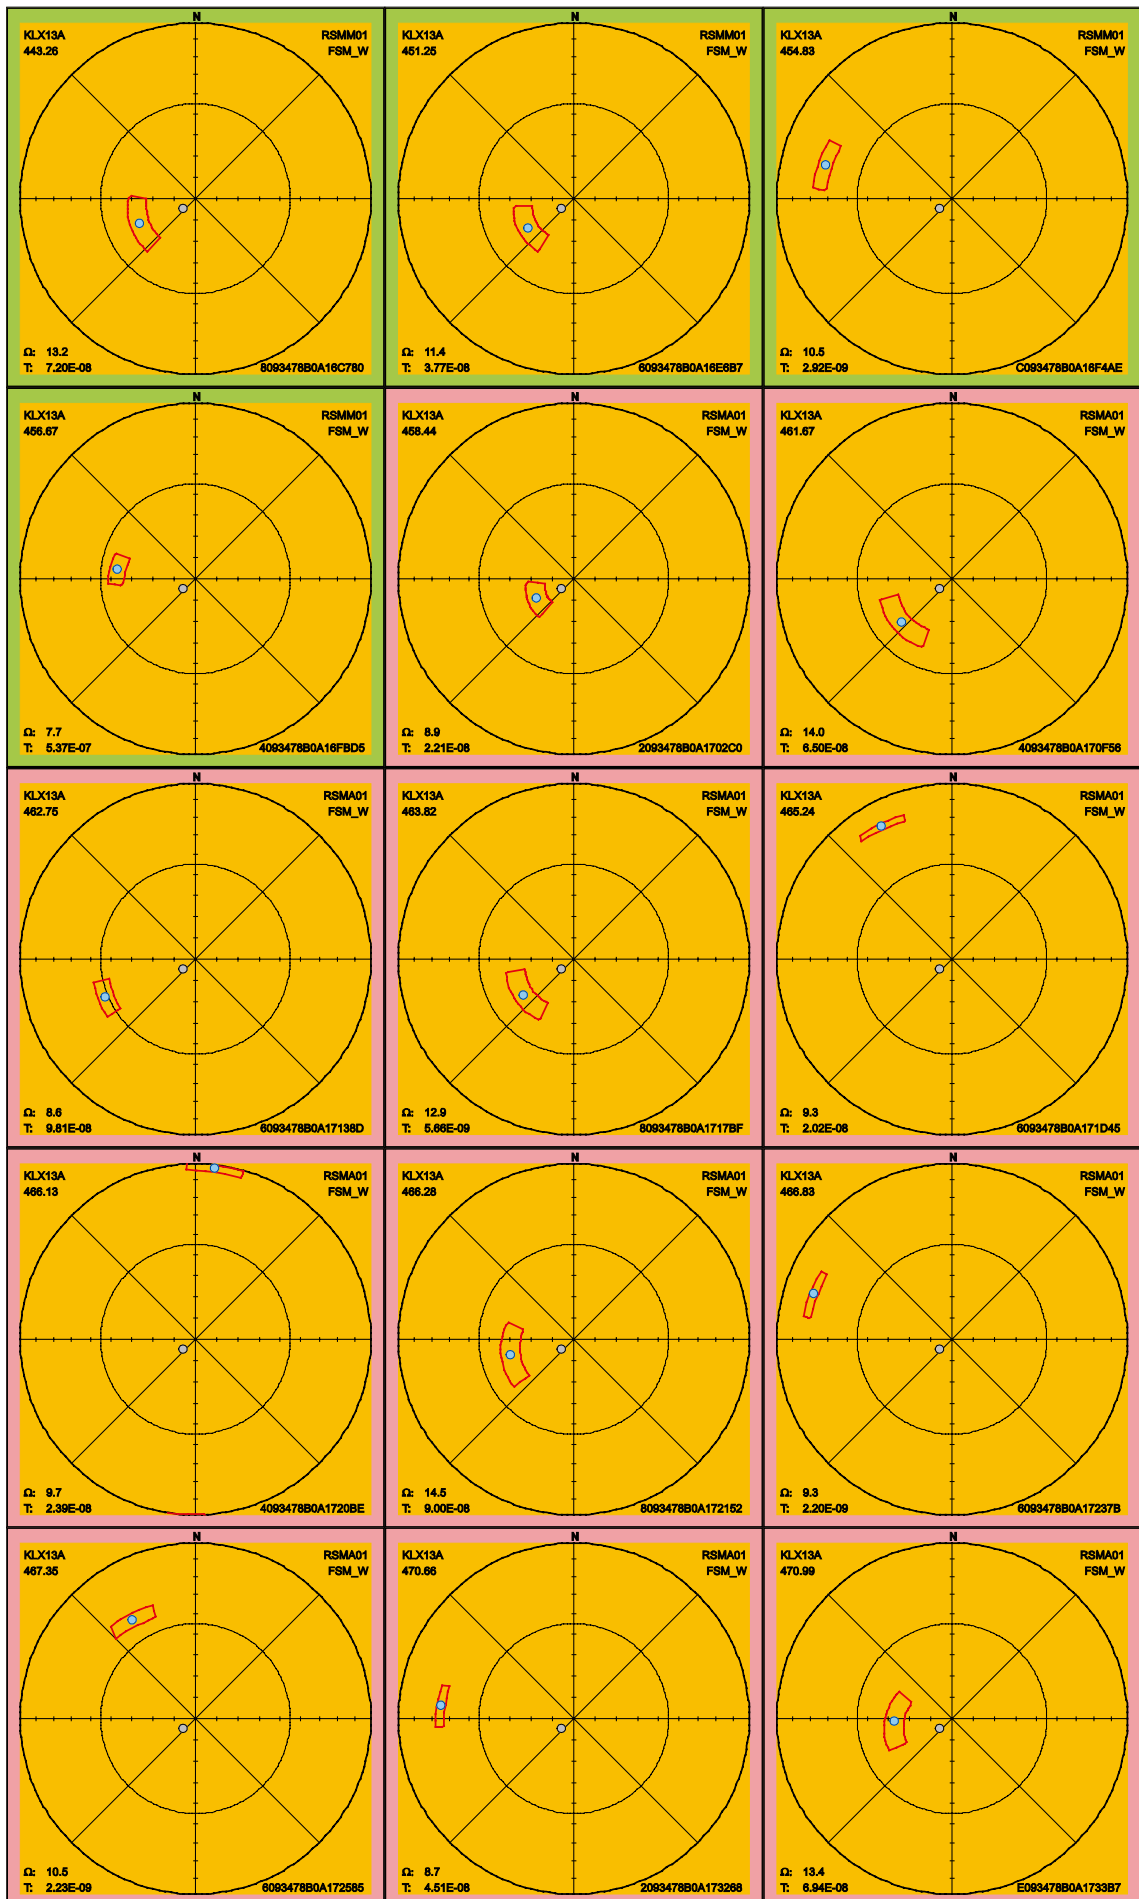 N
KLX13A RSMM01
443.26 FSM_W
Ω: 13.2
T: 7.20E-08 8093478B0A16C780
N
KLX13A RSMM01
451.25 FSM_W
Ω: 11.4
T: 3.77E-08 6093478B0A16E6B7
N
KLX13A RSMM01
454.83 FSM_W
Ω: 10.5
T: 2.92E-09 C093478B0A16F4AE
N
KLX13A RSMM01
456.67 FSM_W
Ω: 7.7
T: 5.37E-07 4093478B0A16FBD5
N
KLX13A RSMA01
458.44 FSM_W
Ω: 8.9
T: 2.21E-08 2093478B0A1702C0
N
KLX13A RSMA01
461.67 FSM_W
Ω: 14.0
T: 6.50E-08 4093478B0A170F56
N
KLX13A RSMA01
462.75 FSM_W
Ω: 8.6
T: 9.81E-08 6093478B0A17138D
N
KLX13A RSMA01
463.82 FSM_W
Ω: 12.9
T: 5.66E-09 8093478B0A1717BF
N
KLX13A RSMA01
465.24 FSM_W
Ω: 9.3
T: 2.02E-08 6093478B0A171D45
N
KLX13A RSMA01
466.13 FSM_W
Ω: 9.7
T: 2.39E-08 4093478B0A1720BE
N
KLX13A RSMA01
466.28 FSM_W
Ω: 14.5
T: 9.00E-08 8093478B0A172152
N
KLX13A RSMA01
466.83 FSM_W
Ω: 9.3
T: 2.20E-09 6093478B0A17237B
N
KLX13A RSMA01
467.35 FSM_W
Ω: 10.5
T: 2.23E-09 6093478B0A172585
N
KLX13A RSMA01
470.66 FSM_W
Ω: 8.7
T: 4.51E-08 2093478B0A173268
N
KLX13A RSMA01
470.99 FSM_W
Ω: 13.4
T: 6.94E-08 E093478B0A1733B7